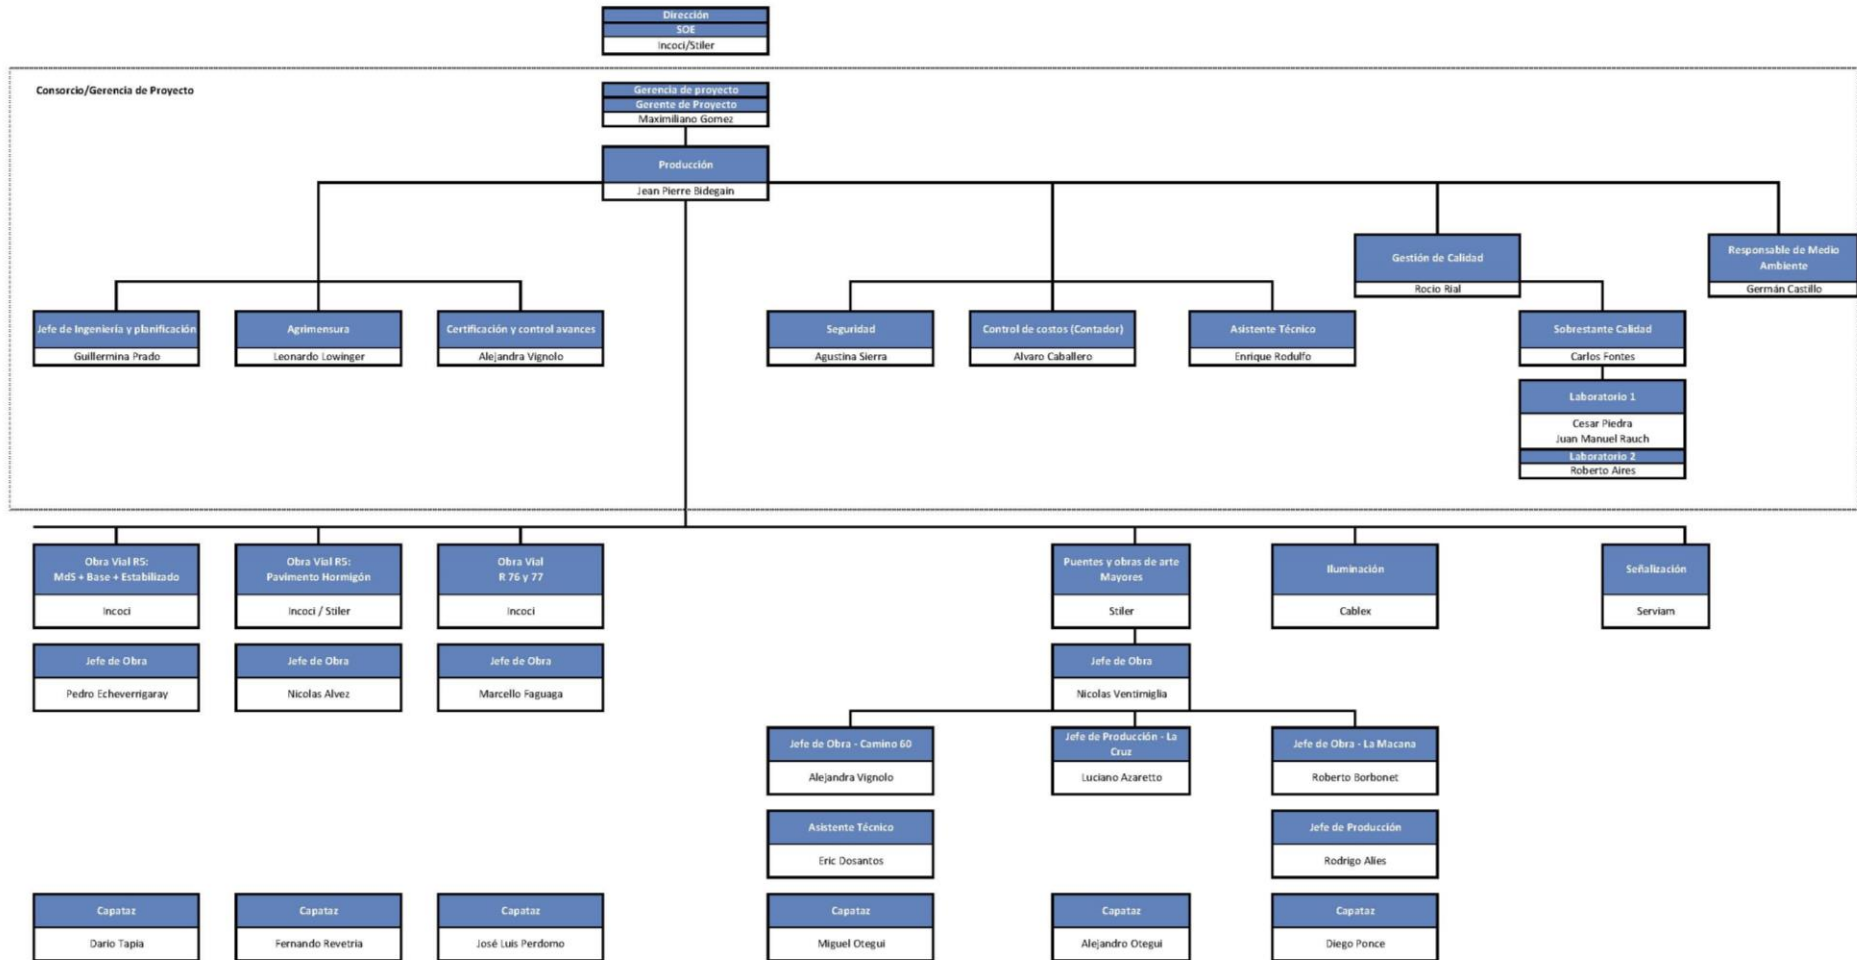 Dirección
SOE
Incoci/Stiler
Consorcio/Gerencia de Proyecto
Gerencia de proyecto
Gerente de Proyecto
Maximiliano Gomez
Producción
Jean Pierre Bidegain
Gestión de Calidad
Rocio Rial
Responsable de Medio
Ambiente
Germán Castillo
Jefe de Ingeniería y planificación
Guillermina Prado
Agrimensura
Leonardo Lowinger
Certificación y control avances
Alejandra Vignolo
Seguridad
Agustina Sierra
Control de costos (Contador)
Alvaro Caballero
Asistente Técnico
Enrique Rodulfo
Sobrestante Calidad
Carlos Fontes
Laboratorio 1
Cesar Piedra
Juan Manuel Rauch
Laboratorio 2
Roberto Aires
Obra Vial R5:
MdS + Base + Estabilizado
Incoci
Obra Vial R5:
Pavimento Hormigón
Incoci / Stiler
Obra Vial
R 76 y 77
Incoci
Puentes y obras de arte
Mayores
Stiler
Iluminación
Cablex
Señalización
Serviam
Jefe de Obra
Pedro Echeverrigaray
Jefe de Obra
Nicolas Alvez
Jefe de Obra
Marcello Faguaga
Jefe de Obra
Nicolas Ventimiglia
Jefe de Obra - Camino 60
Alejandra Vignolo
Jefe de Producción - La
Cruz
Luciano Azaretto
Jefe de Obra - La Macana
Roberto Borbonet
Asistente Técnico
Eric Dosantos
Jefe de Producción
Rodrigo Alies
Capataz
Dario Tapia
Capataz
Fernando Revetria
Capataz
José Luis Perdomo
Capataz
Miguel Otegui
Capataz
Alejandro Otegui
Capataz
Diego Ponce